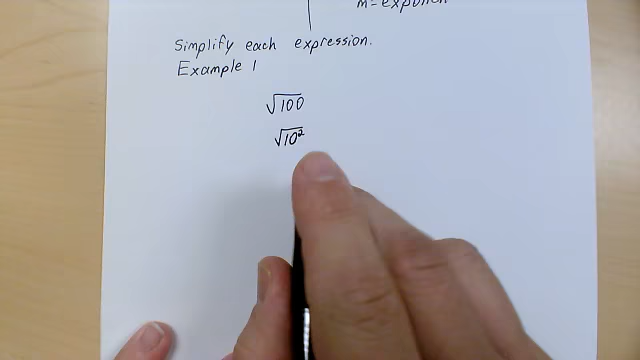 m = exponent
Simplify each expression.
Example 1
√100
√10²